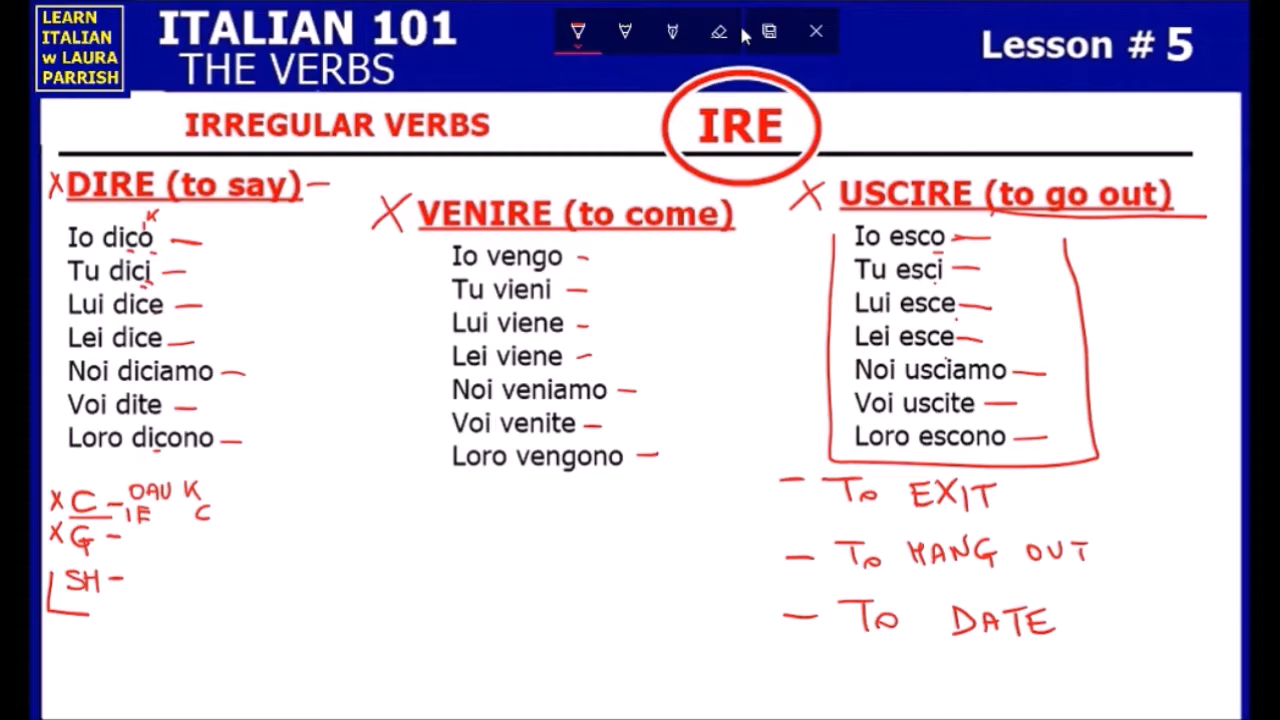 LEARN
ITALIAN
w LAURA
PARRISH
ITALIAN 101
THE VERBS
Lesson # 5
IRREGULAR VERBS
IRE
X DIRE (to say) -
K
Io dico -
Tu dici -
Lui dice -
Lei dice -
Noi diciamo -
Voi dite -
Loro dicono -
X C - OAU K
IE C
X G -
SH -
X VENIRE (to come)
Io vengo -
Tu vieni -
Lui viene -
Lei viene -
Noi veniamo -
Voi venite -
Loro vengono -
X USCIRE (to go out)
Io esco -
Tu esci -
Lui esce -
Lei esce -
Noi usciamo -
Voi uscite -
Loro escono -
- To EXIT
- To HANG OUT
- To DATE